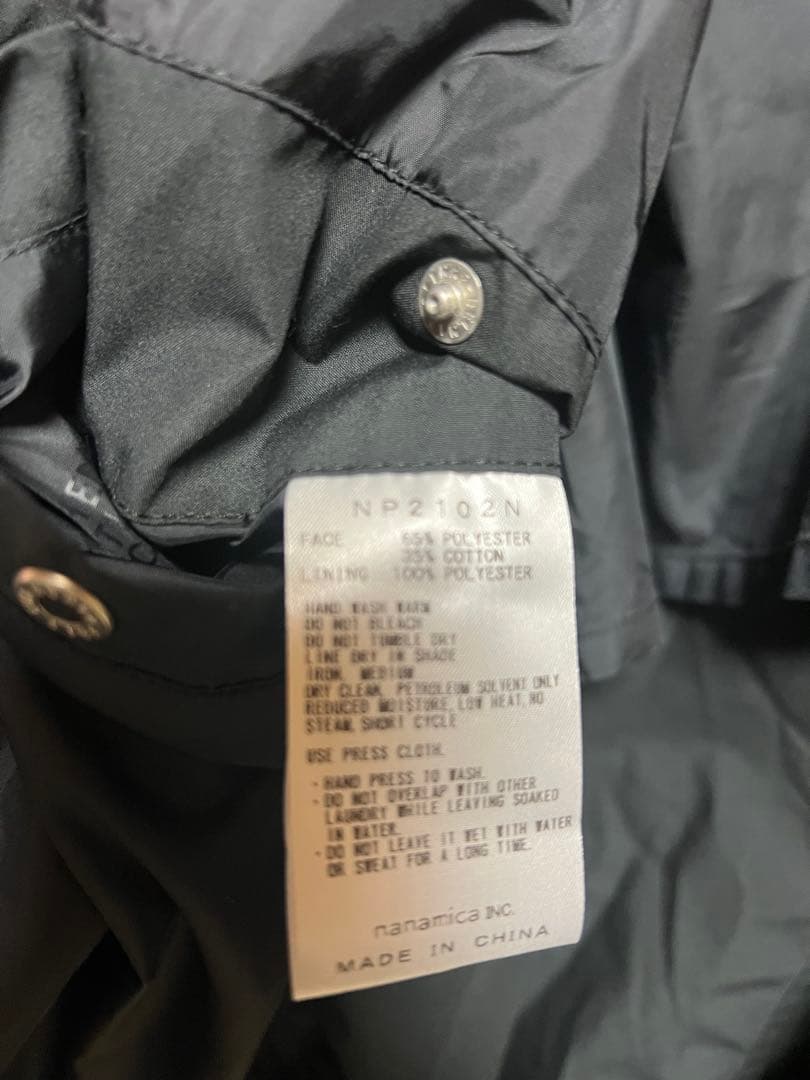 NP2102N
FACE 65% POLYESTER
35% COTTON
LINING 100% POLYESTER
HAND WASH WARM
DO NOT BLEACH
DO NOT TUMBLE DRY
LINE DRY IN SHADE
IRON, MEDIUM
DRY CLEAN, PETROLEUM SOLVENT ONLY
REDUCED MOISTURE, LOW HEAT, NO
STEAM, SHORT CYCLE
USE PRESS CLOTH.
・HAND PRESS TO WASH.
・DO NOT OVERLAP WITH OTHER
LAUNDRY WHILE LEAVING SOAKED
IN WATER.
・DO NOT LEAVE IT WET WITH WATER
OR SWEAT FOR A LONG TIME.
nanamica INC.
MADE IN CHINA